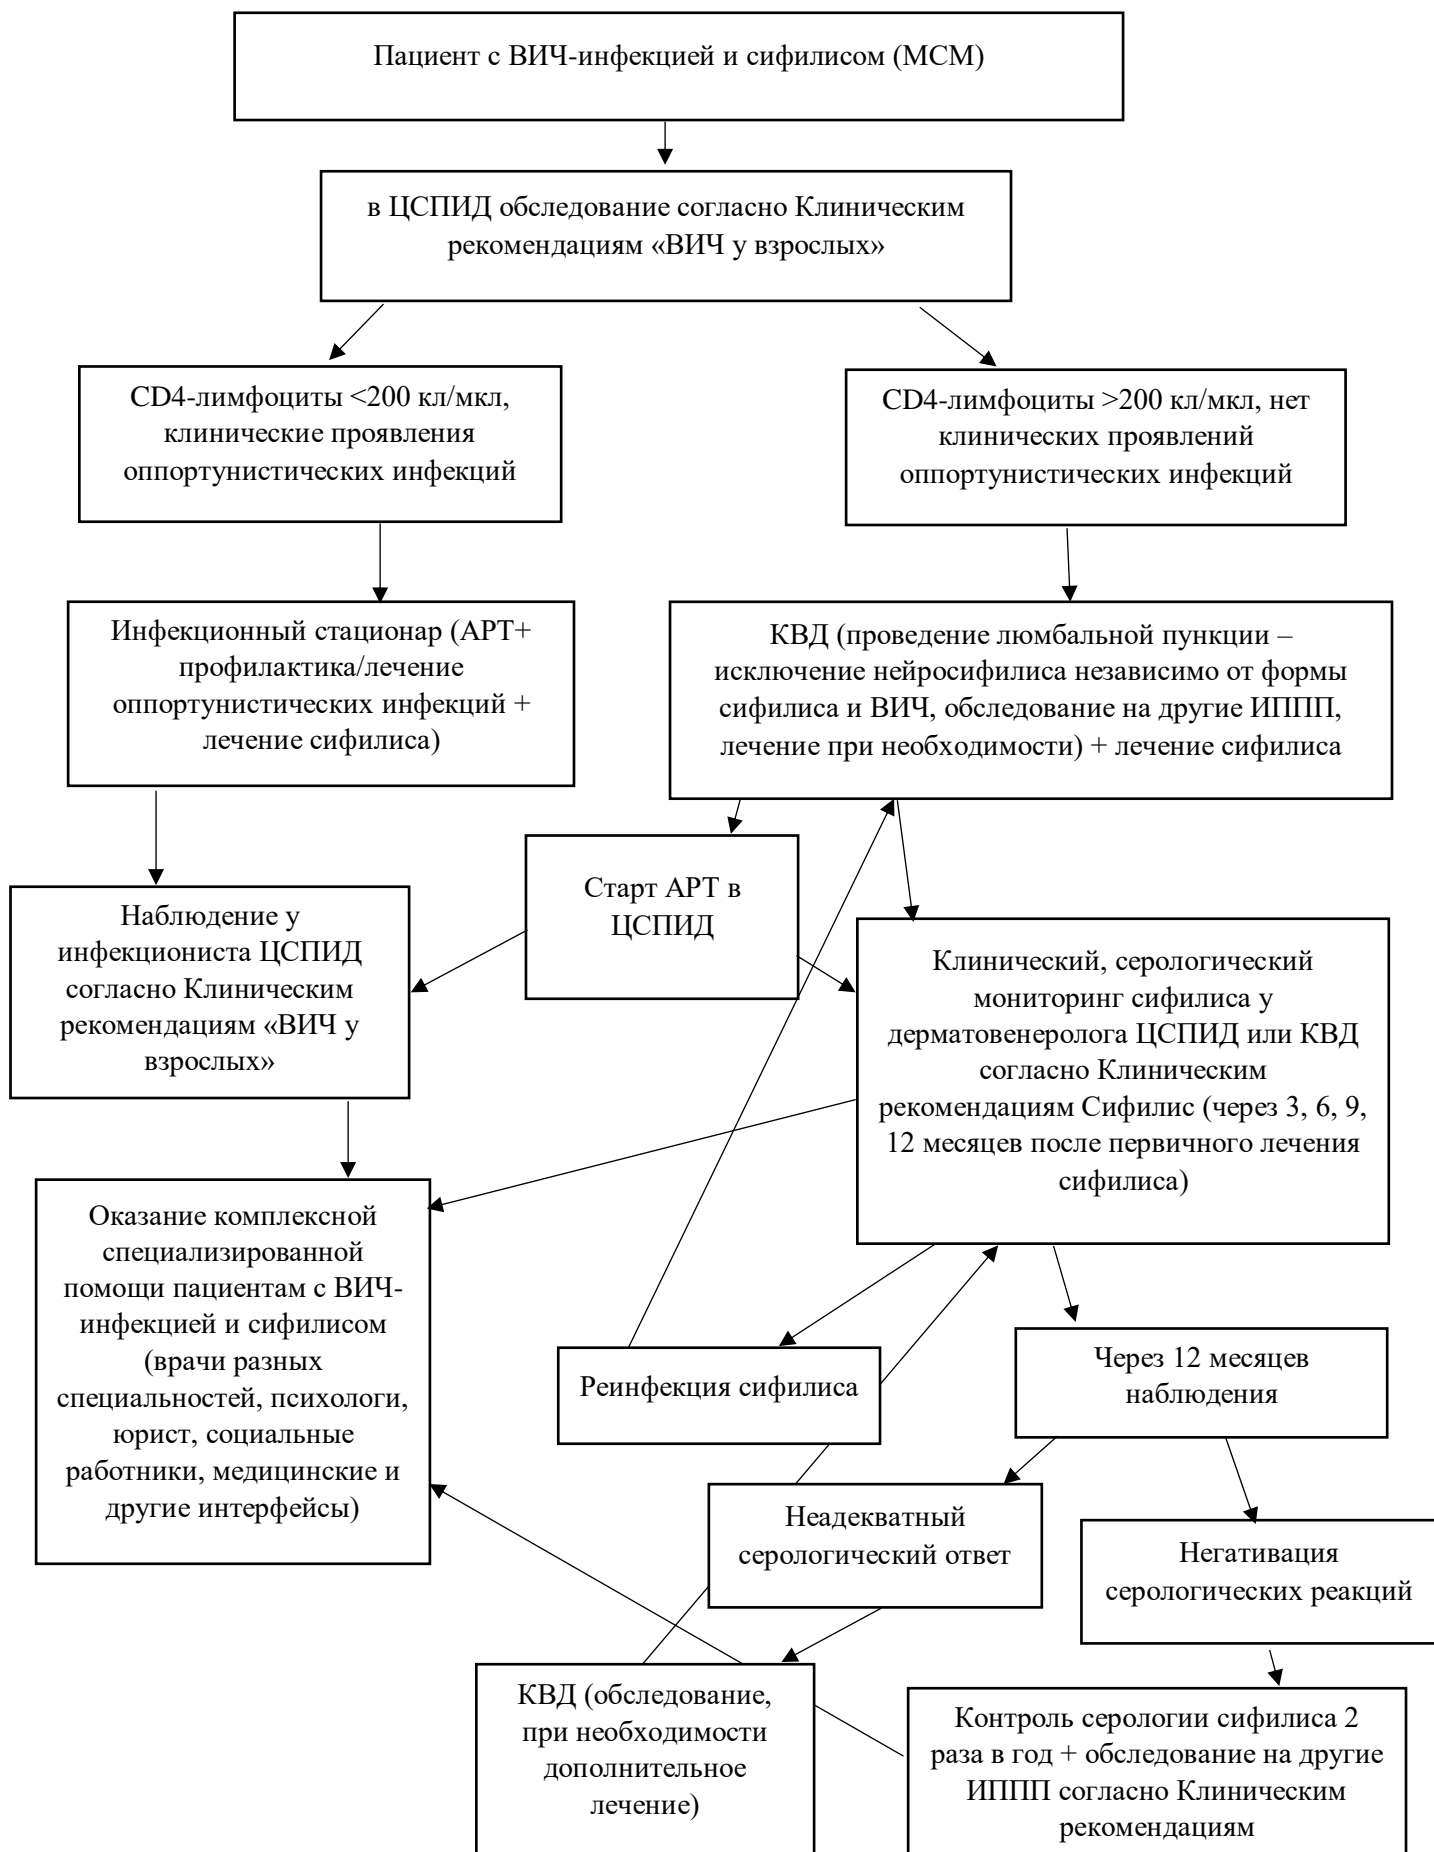 Пациент с ВИЧ-инфекцией и сифилисом (МСМ)
в ЦСПИД обследование согласно Клиническим
рекомендациям «ВИЧ у взрослых»
CD4-лимфоциты <200 кл/мкл,
клинические проявления
оппортунистических инфекций
CD4-лимфоциты >200 кл/мкл, нет
клинических проявлений
оппортунистических инфекций
Инфекционный стационар (АРТ+
профилактика/лечение
оппортунистических инфекций +
лечение сифилиса)
КВД (проведение люмбальной пункции –
исключение нейросифилиса независимо от формы
сифилиса и ВИЧ, обследование на другие ИППП,
лечение при необходимости) + лечение сифилиса
Старт АРТ в
ЦСПИД
Наблюдение у
инфекциониста ЦСПИД
согласно Клиническим
рекомендациям «ВИЧ у
взрослых»
Клинический, серологический
мониторинг сифилиса у
дерматовенеролога ЦСПИД или КВД
согласно Клиническим
рекомендациям Сифилис (через 3, 6, 9,
12 месяцев после первичного лечения
сифилиса)
Оказание комплексной
специализированной
помощи пациентам с ВИЧ-
инфекцией и сифилисом
(врачи разных
специальностей, психологи,
юрист, социальные
работники, медицинские и
другие интерфейсы)
Реинфекция сифилиса
Через 12 месяцев
наблюдения
Неадекватный
серологический ответ
Негативация
серологических реакций
КВД (обследование,
при необходимости
дополнительное
лечение)
Контроль серологии сифилиса 2
раза в год + обследование на другие
ИППП согласно Клиническим
рекомендациям